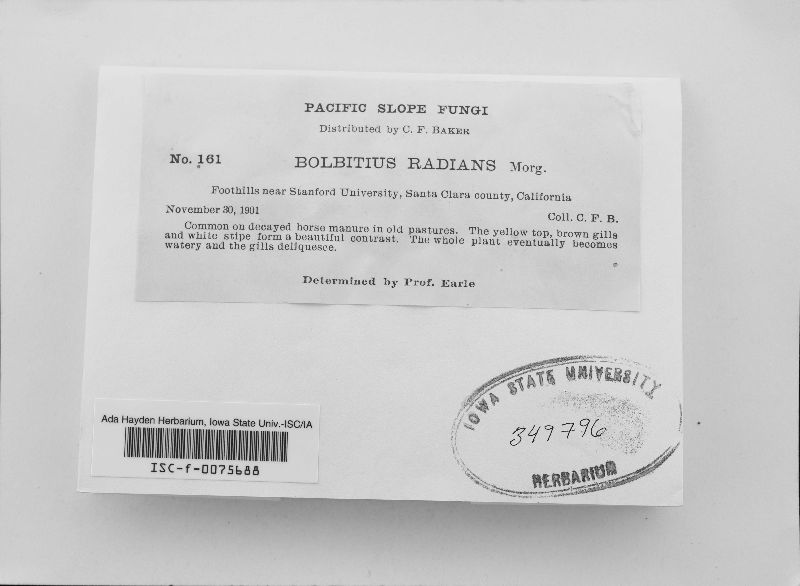 PACIFIC SLOPE FUNGI
Distributed by C. F. BAKER
No. 161 BOLBITIUS RADIANS Morg.
Foothills near Stanford University, Santa Clara county, California
November 30, 1901 Coll. C. F. B.
Common on decayed horse manure in old pastures. The yellow top, brown gills
and white stipe form a beautiful contrast. The whole plant eventually becomes
watery and the gills deliquesce.
Determined by Prof. Earle
IOWA STATE UNIVERSITY
349796
HERBARIUM
Ada Hayden Herbarium, Iowa State Univ.-ISC/IA
ISC-f-0075688